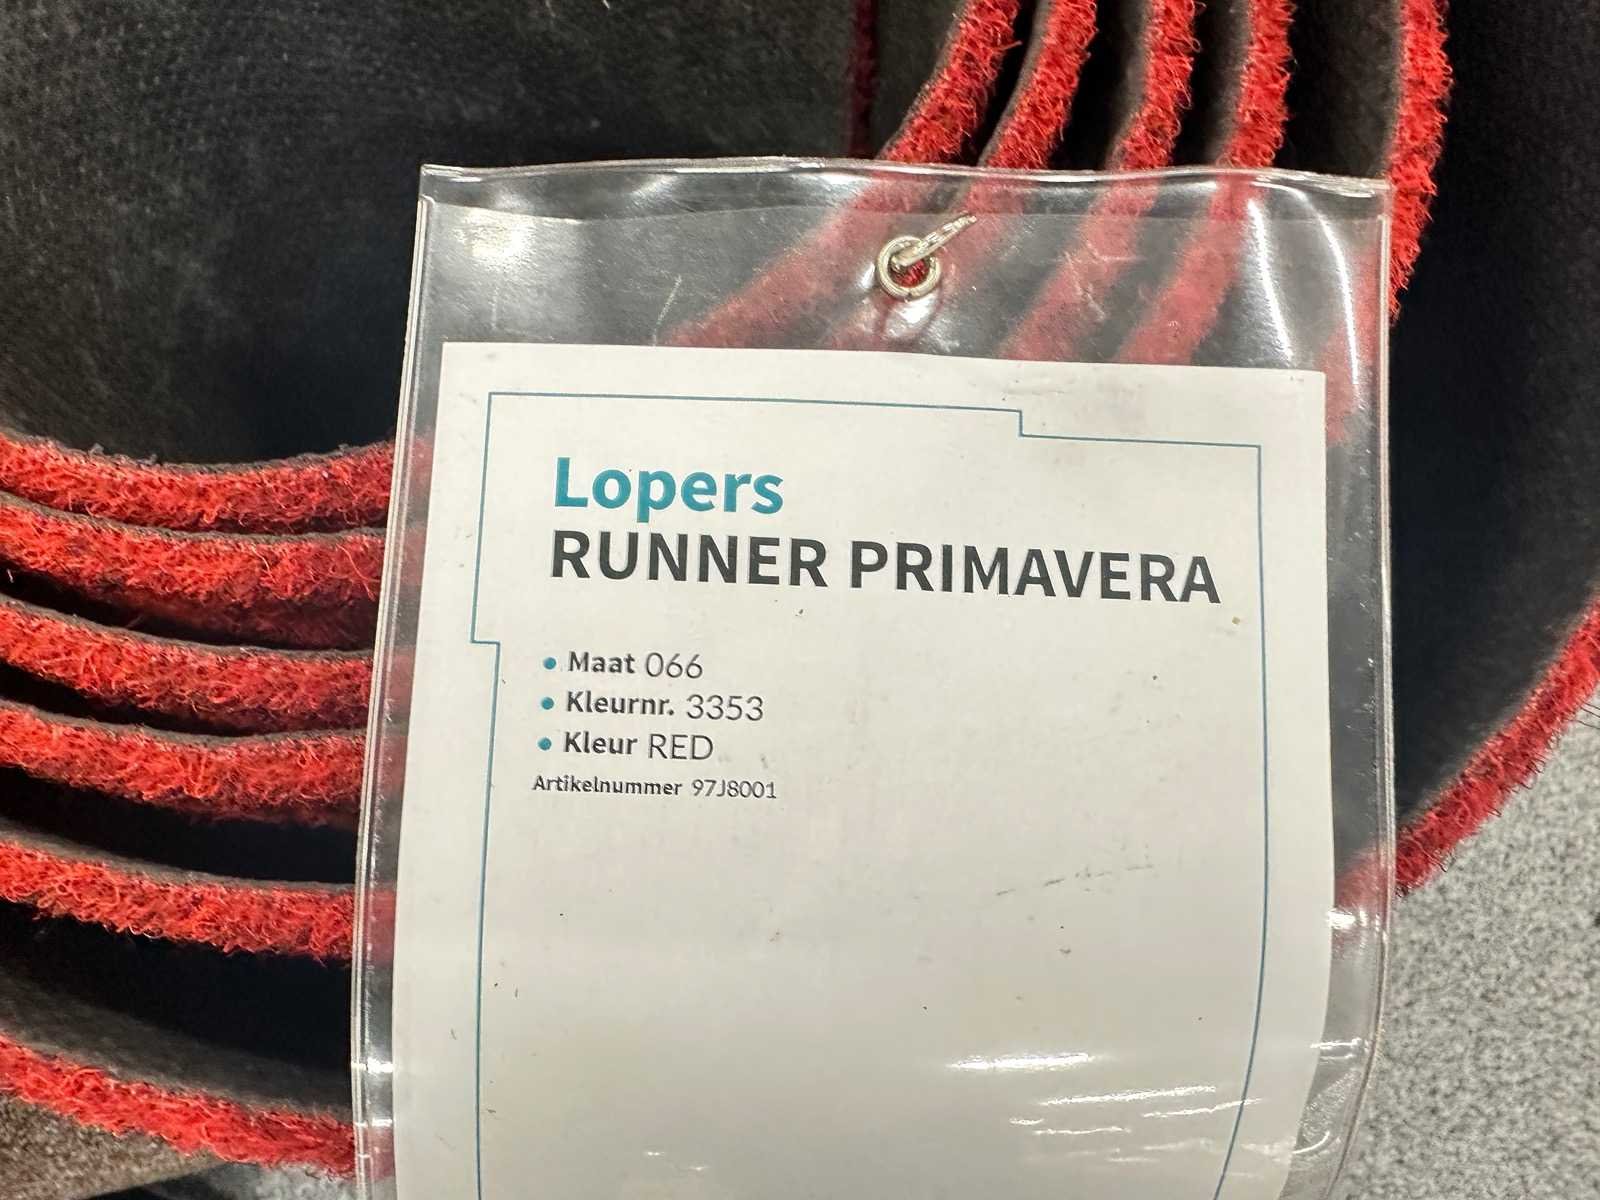 Lopers
RUNNER PRIMAVERA
• Maat 066
• Kleurnr. 3353
• Kleur RED
Artikelnummer 97J8001